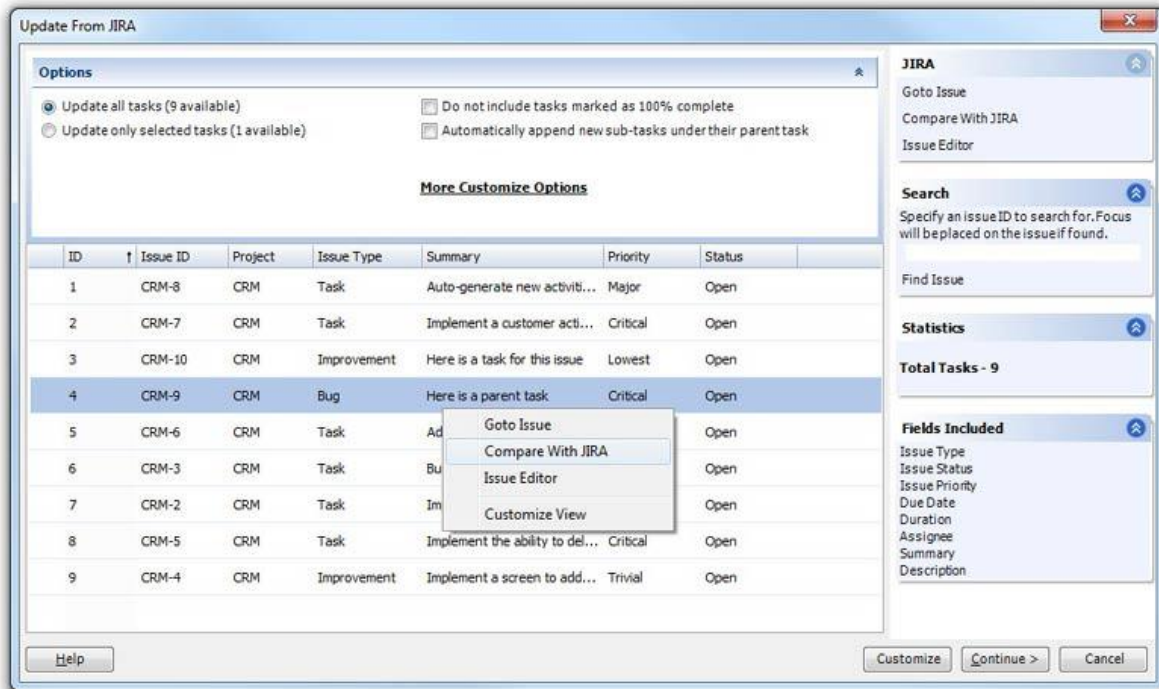 Update From JIRA
Options
Update all tasks (9 available)
Do not include tasks marked as 100% complete
Update only selected tasks (1 available)
Automatically append new sub-tasks under their parent task
More Customize Options
ID ↑ Issue ID Project Issue Type Summary Priority Status
1 CRM-8 CRM Task Auto-generate new activiti... Major Open
2 CRM-7 CRM Task Implement a customer acti... Critical Open
3 CRM-10 CRM Improvement Here is a task for this issue Lowest Open
4 CRM-9 CRM Bug Here is a parent task Critical Open
5 CRM-6 CRM Task Ad Open
6 CRM-3 CRM Task Bu Open
7 CRM-2 CRM Task Im Open
8 CRM-5 CRM Task Implement the ability to del... Critical Open
9 CRM-4 CRM Improvement Implement a screen to add... Trivial Open
Goto Issue
Compare With JIRA
Issue Editor
Customize View
JIRA
Goto Issue
Compare With JIRA
Issue Editor
Search
Specify an issue ID to search for. Focus
will be placed on the issue if found.
Find Issue
Statistics
Total Tasks - 9
Fields Included
Issue Type
Issue Status
Issue Priority
Due Date
Duration
Assignee
Summary
Description
Help
Customize
Continue >
Cancel